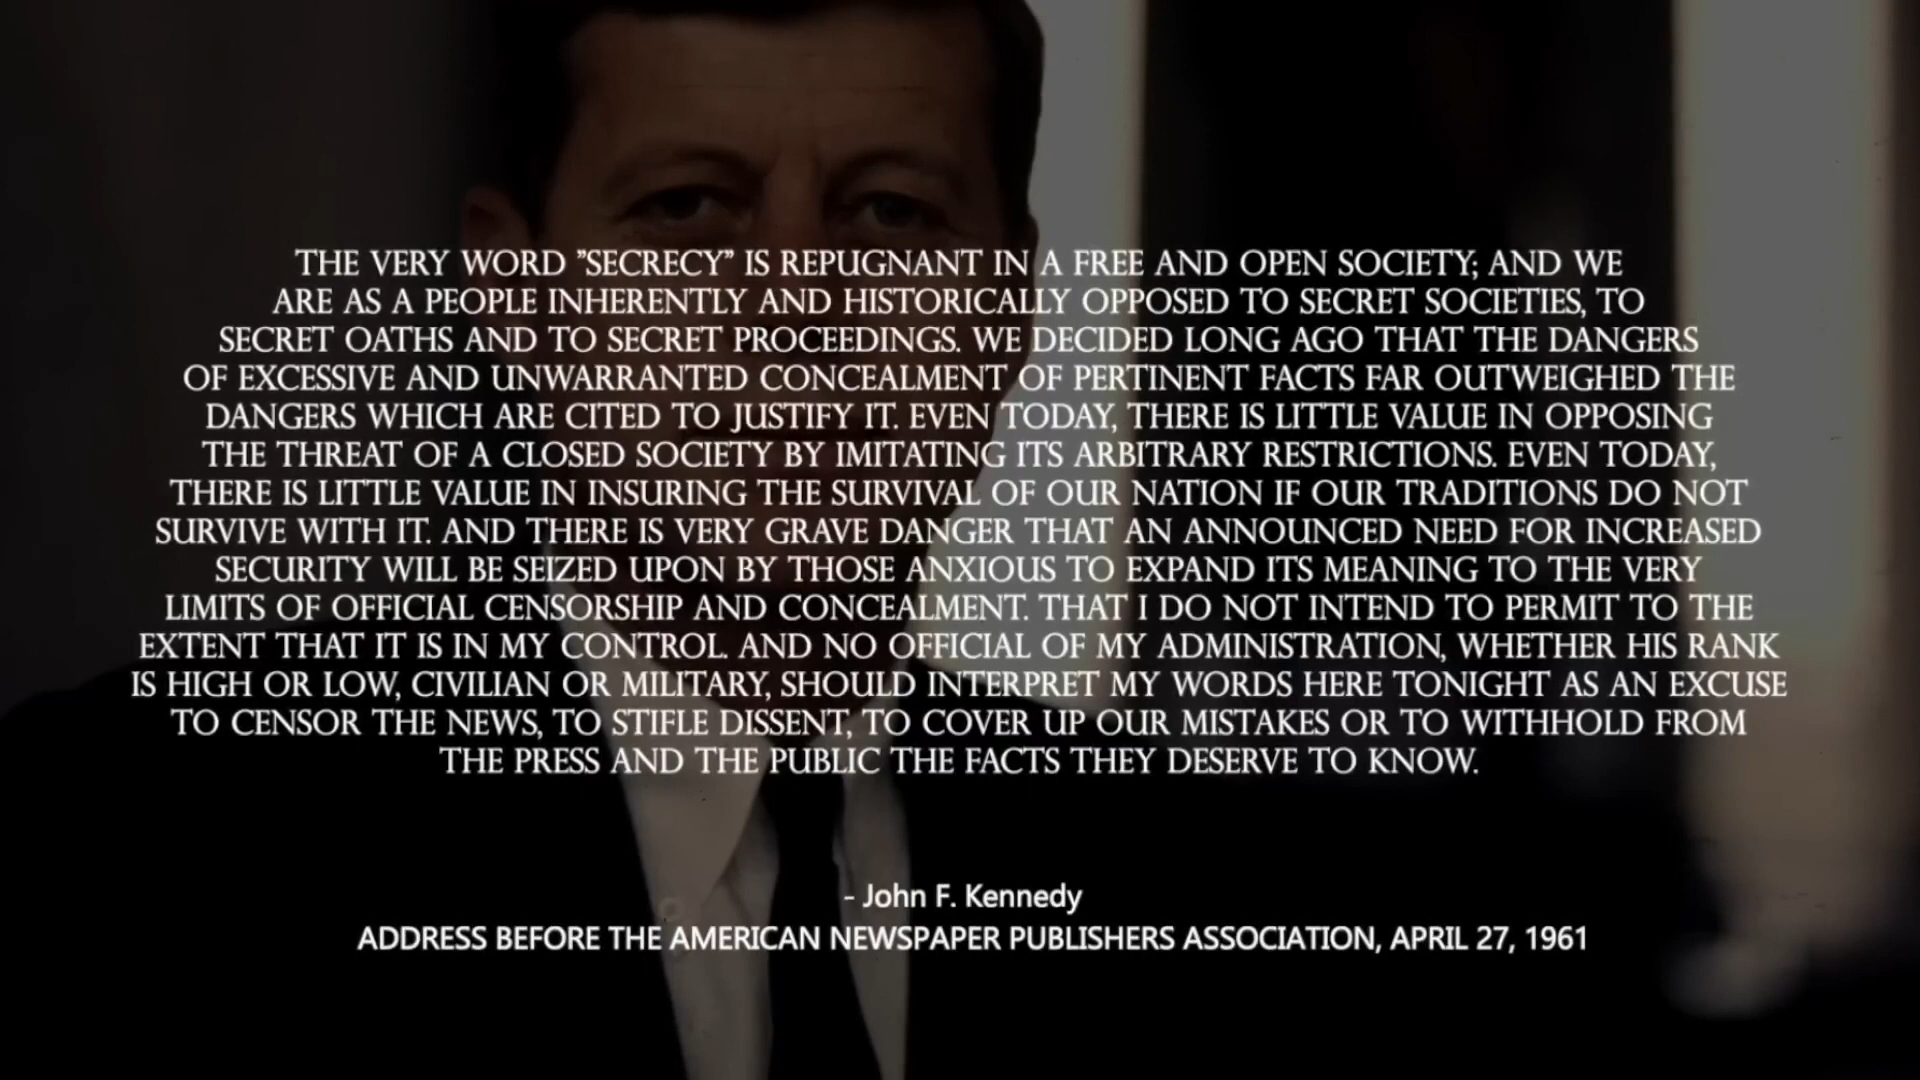 THE VERY WORD ”SECRECY” IS REPUGNANT IN A FREE AND OPEN SOCIETY; AND WE
ARE AS A PEOPLE INHERENTLY AND HISTORICALLY OPPOSED TO SECRET SOCIETIES, TO
SECRET OATHS AND TO SECRET PROCEEDINGS. WE DECIDED LONG AGO THAT THE DANGERS
OF EXCESSIVE AND UNWARRANTED CONCEALMENT OF PERTINENT FACTS FAR OUTWEIGHED THE
DANGERS WHICH ARE CITED TO JUSTIFY IT. EVEN TODAY, THERE IS LITTLE VALUE IN OPPOSING
THE THREAT OF A CLOSED SOCIETY BY IMITATING ITS ARBITRARY RESTRICTIONS. EVEN TODAY,
THERE IS LITTLE VALUE IN INSURING THE SURVIVAL OF OUR NATION IF OUR TRADITIONS DO NOT
SURVIVE WITH IT. AND THERE IS VERY GRAVE DANGER THAT AN ANNOUNCED NEED FOR INCREASED
SECURITY WILL BE SEIZED UPON BY THOSE ANXIOUS TO EXPAND ITS MEANING TO THE VERY
LIMITS OF OFFICIAL CENSORSHIP AND CONCEALMENT. THAT I DO NOT INTEND TO PERMIT TO THE
EXTENT THAT IT IS IN MY CONTROL. AND NO OFFICIAL OF MY ADMINISTRATION, WHETHER HIS RANK
IS HIGH OR LOW, CIVILIAN OR MILITARY, SHOULD INTERPRET MY WORDS HERE TONIGHT AS AN EXCUSE
TO CENSOR THE NEWS, TO STIFLE DISSENT, TO COVER UP OUR MISTAKES OR TO WITHHOLD FROM
THE PRESS AND THE PUBLIC THE FACTS THEY DESERVE TO KNOW.
- John F. Kennedy
ADDRESS BEFORE THE AMERICAN NEWSPAPER PUBLISHERS ASSOCIATION, APRIL 27, 1961